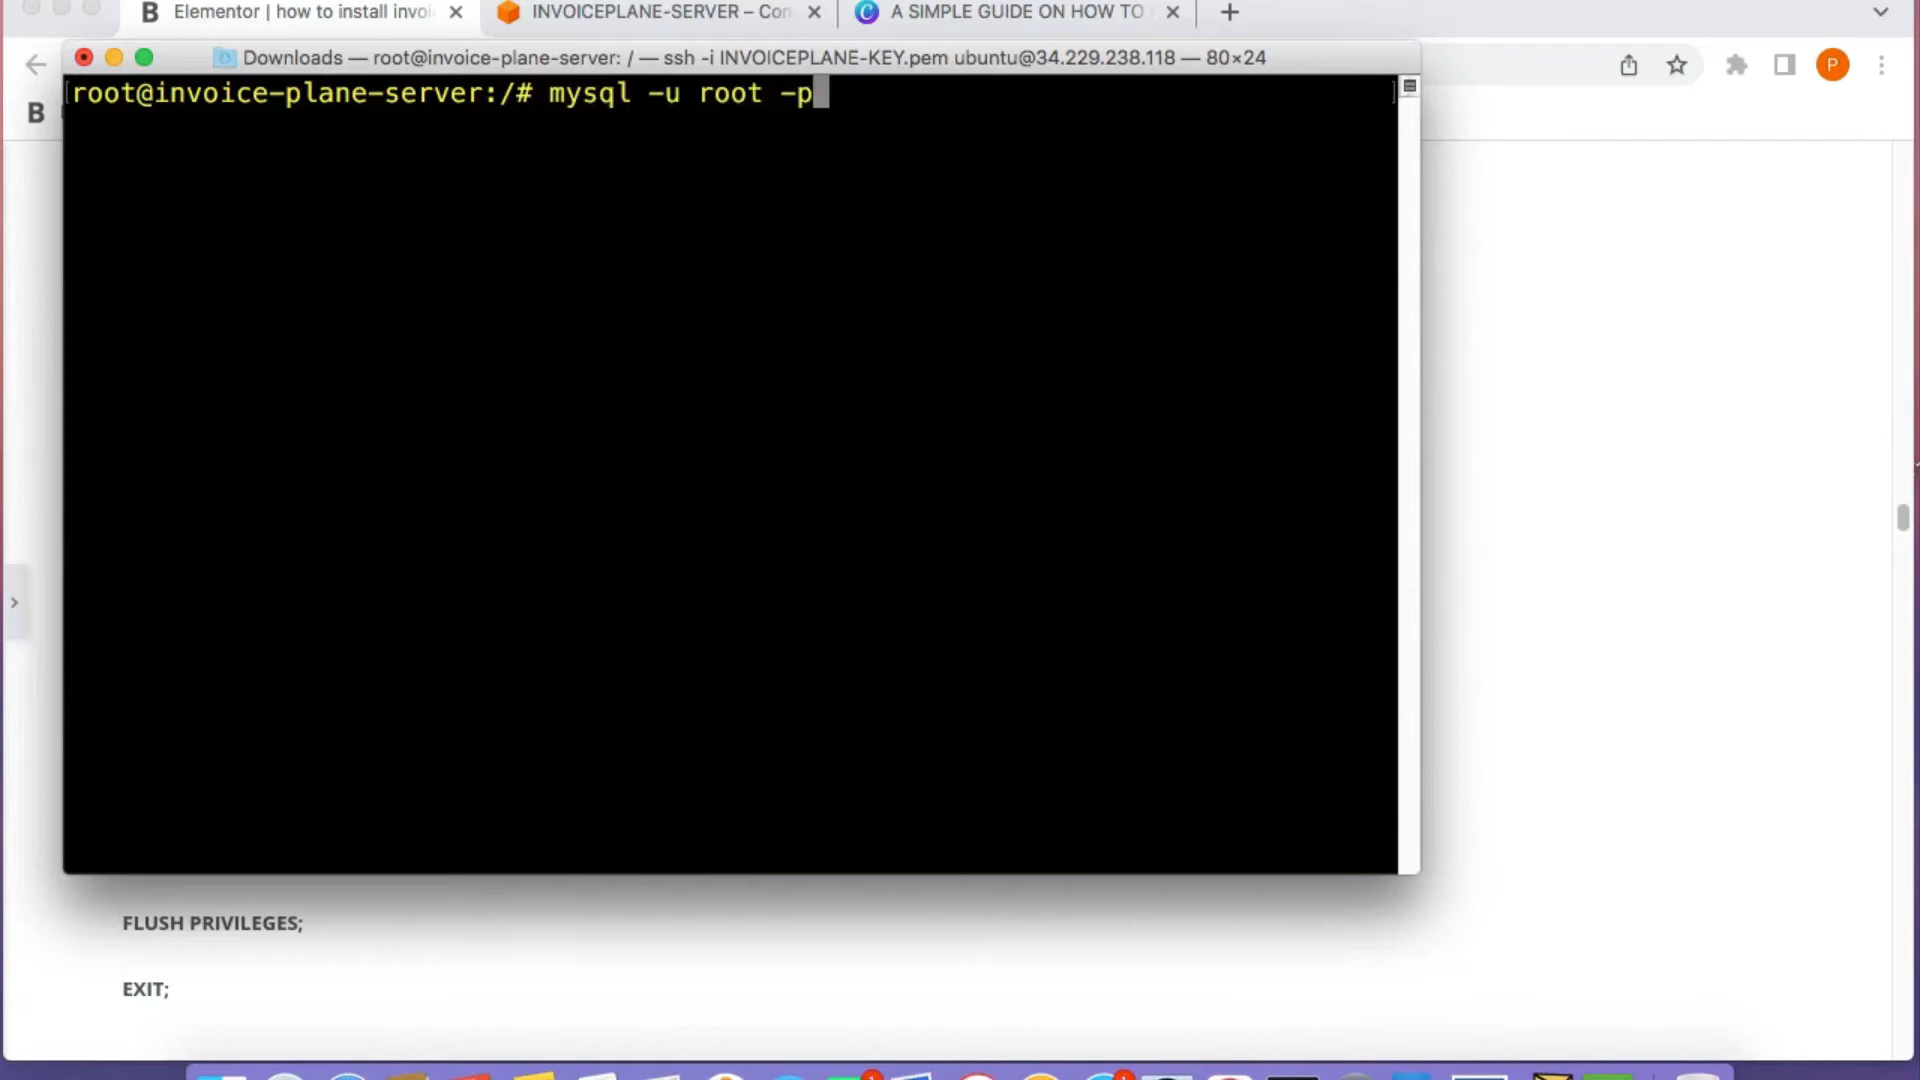 Elementor | how to install invoi
INVOICEPLANE-SERVER – Con
A SIMPLE GUIDE ON HOW TO
Downloads — root@invoice-plane-server: / — ssh -i INVOICEPLANE-KEY.pem ubuntu@34.229.238.118 — 80×24
P
B
root@invoice-plane-server:/# mysql -u root -p
FLUSH PRIVILEGES;
EXIT;